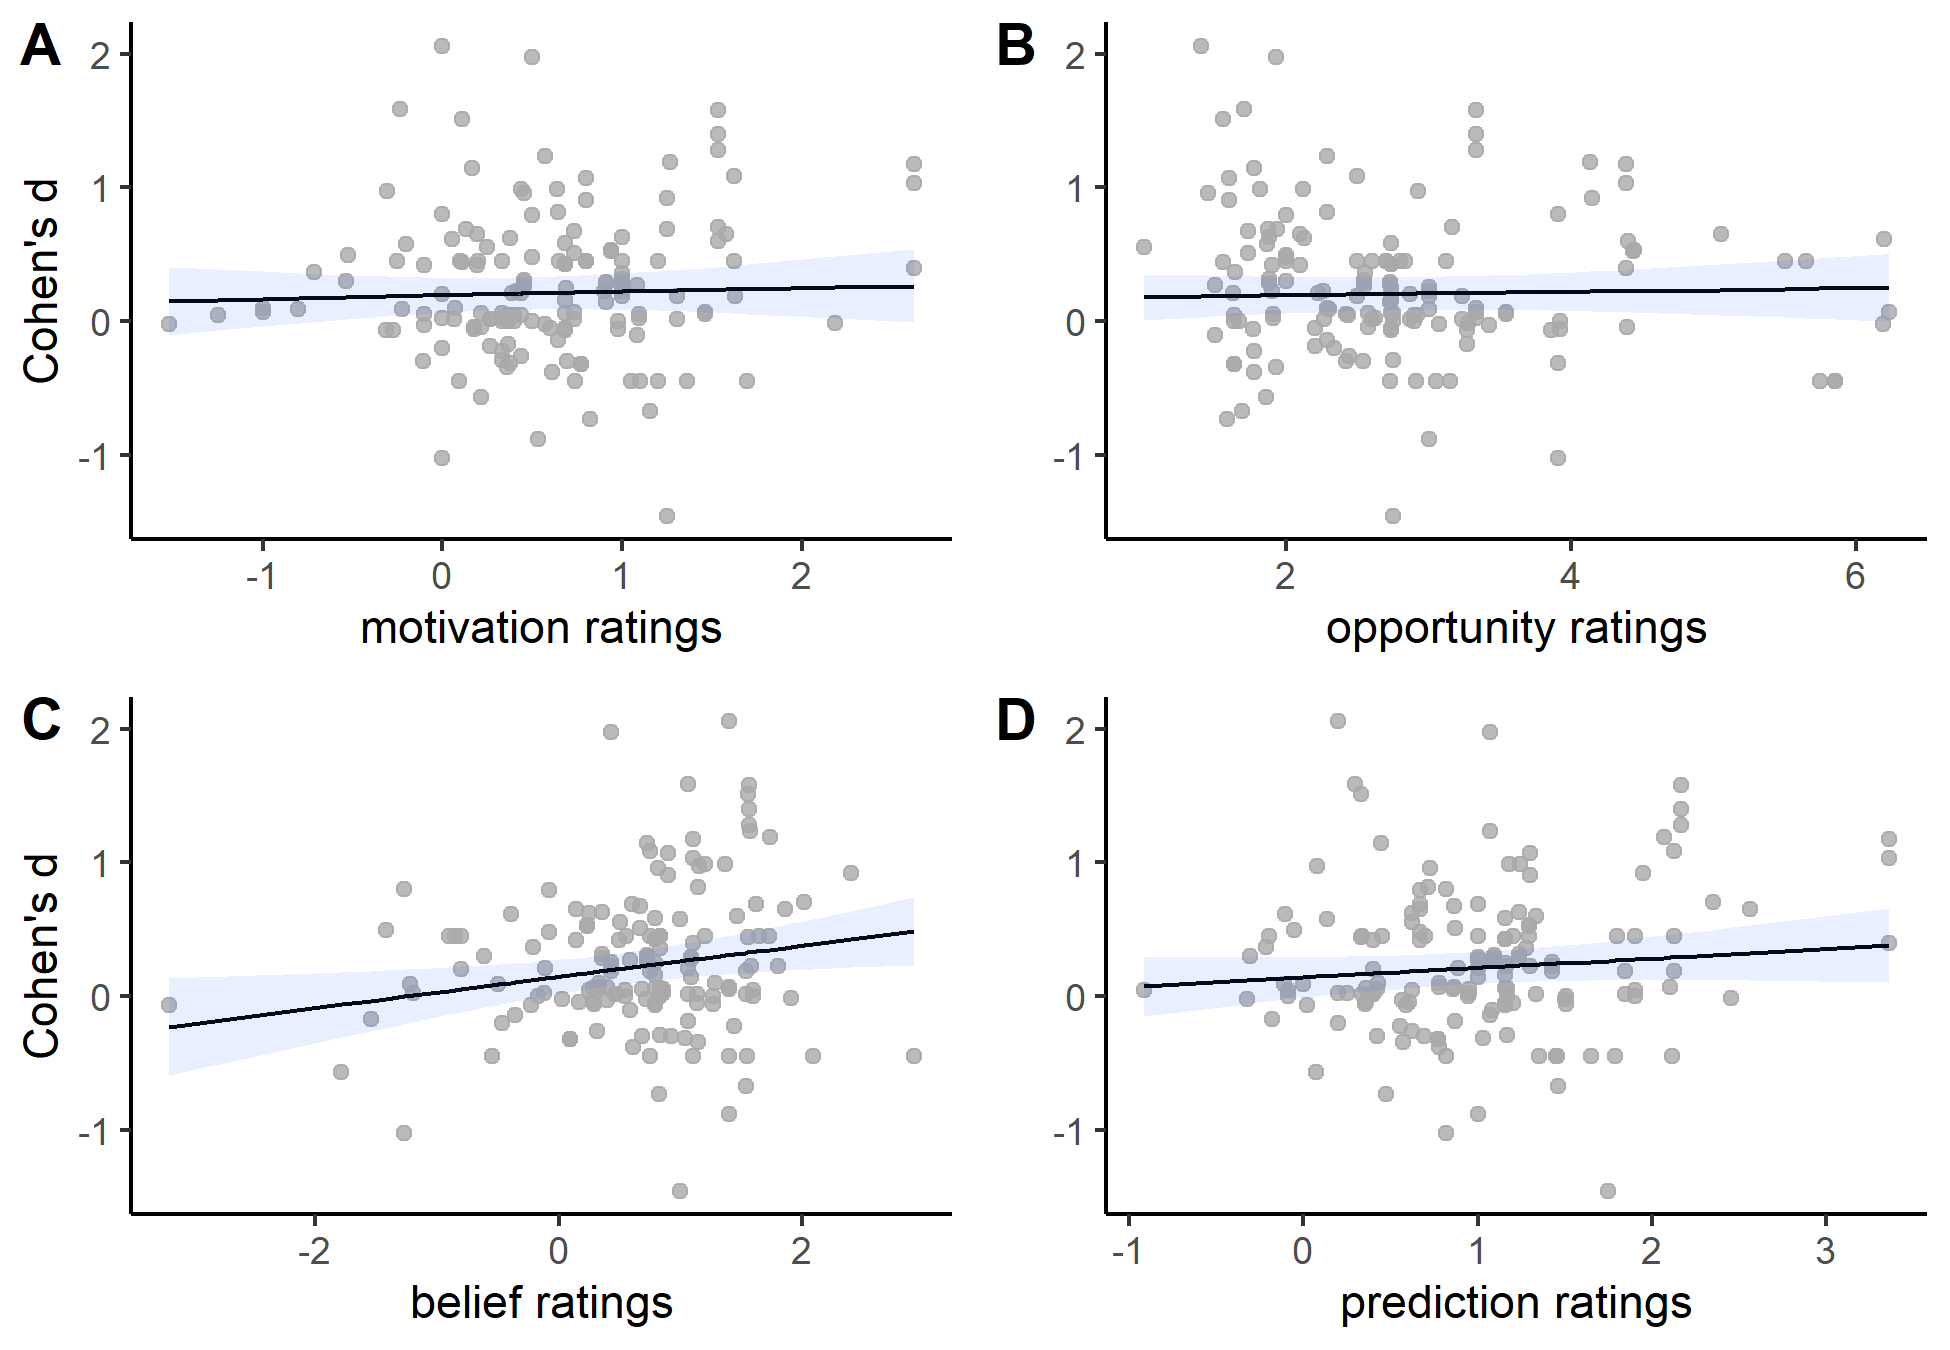 A
B
2
1
0
-1
Cohen's d
-1 0 1 2
motivation ratings
2
1
0
-1
2 4 6
opportunity ratings
C
D
2
1
0
-1
Cohen's d
-2 0 2
belief ratings
2
1
0
-1
-1 0 1 2 3
prediction ratings